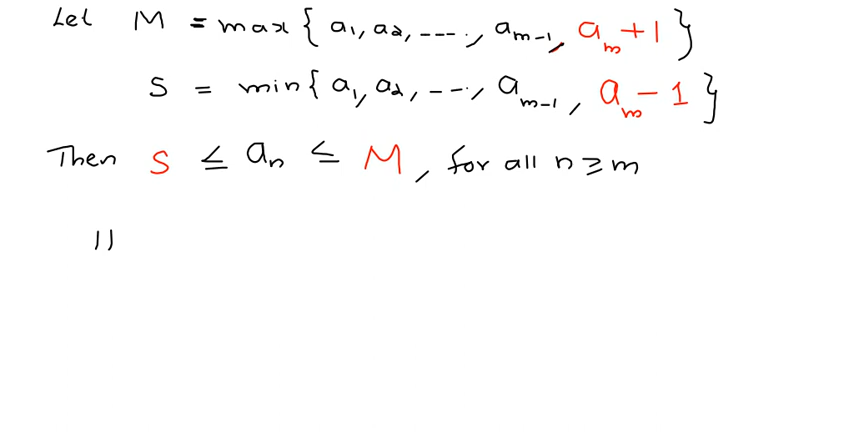 Let M = max { a₁, a₂, ----., aₘ₋₁, aₘ+1 }
S = min{ a₁, a₂, ---., aₘ₋₁, aₘ-1 }
Then S ≤ aₙ ≤ M, for all n ≥ m
||